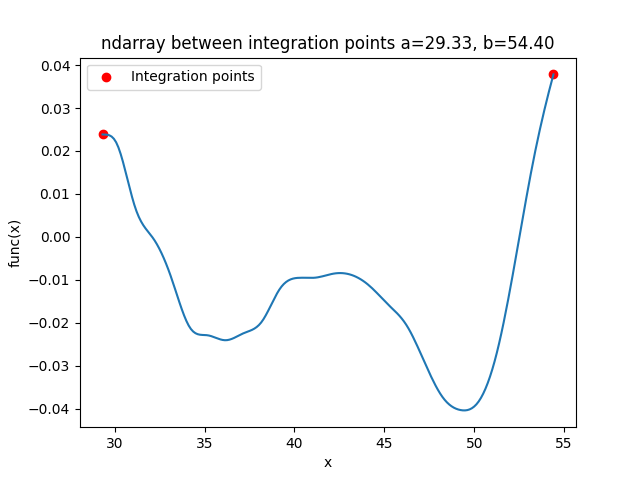 ndarray between integration points a=29.33, b=54.40
Integration points
0.04
0.03
0.02
0.01
0.00
−0.01
−0.02
−0.03
−0.04
func(x)
30 35 40 45 50 55
x